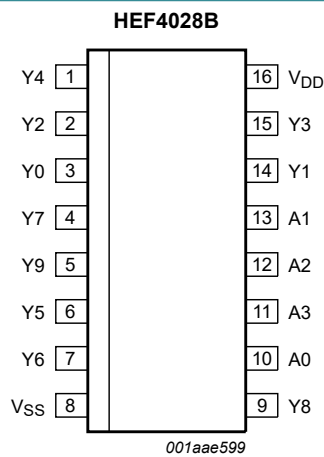 HEF4028B
Y4 1 16 VDD
Y2 2 15 Y3
Y0 3 14 Y1
Y7 4 13 A1
Y9 5 12 A2
Y5 6 11 A3
Y6 7 10 A0
VSS 8 9 Y8
001aae599